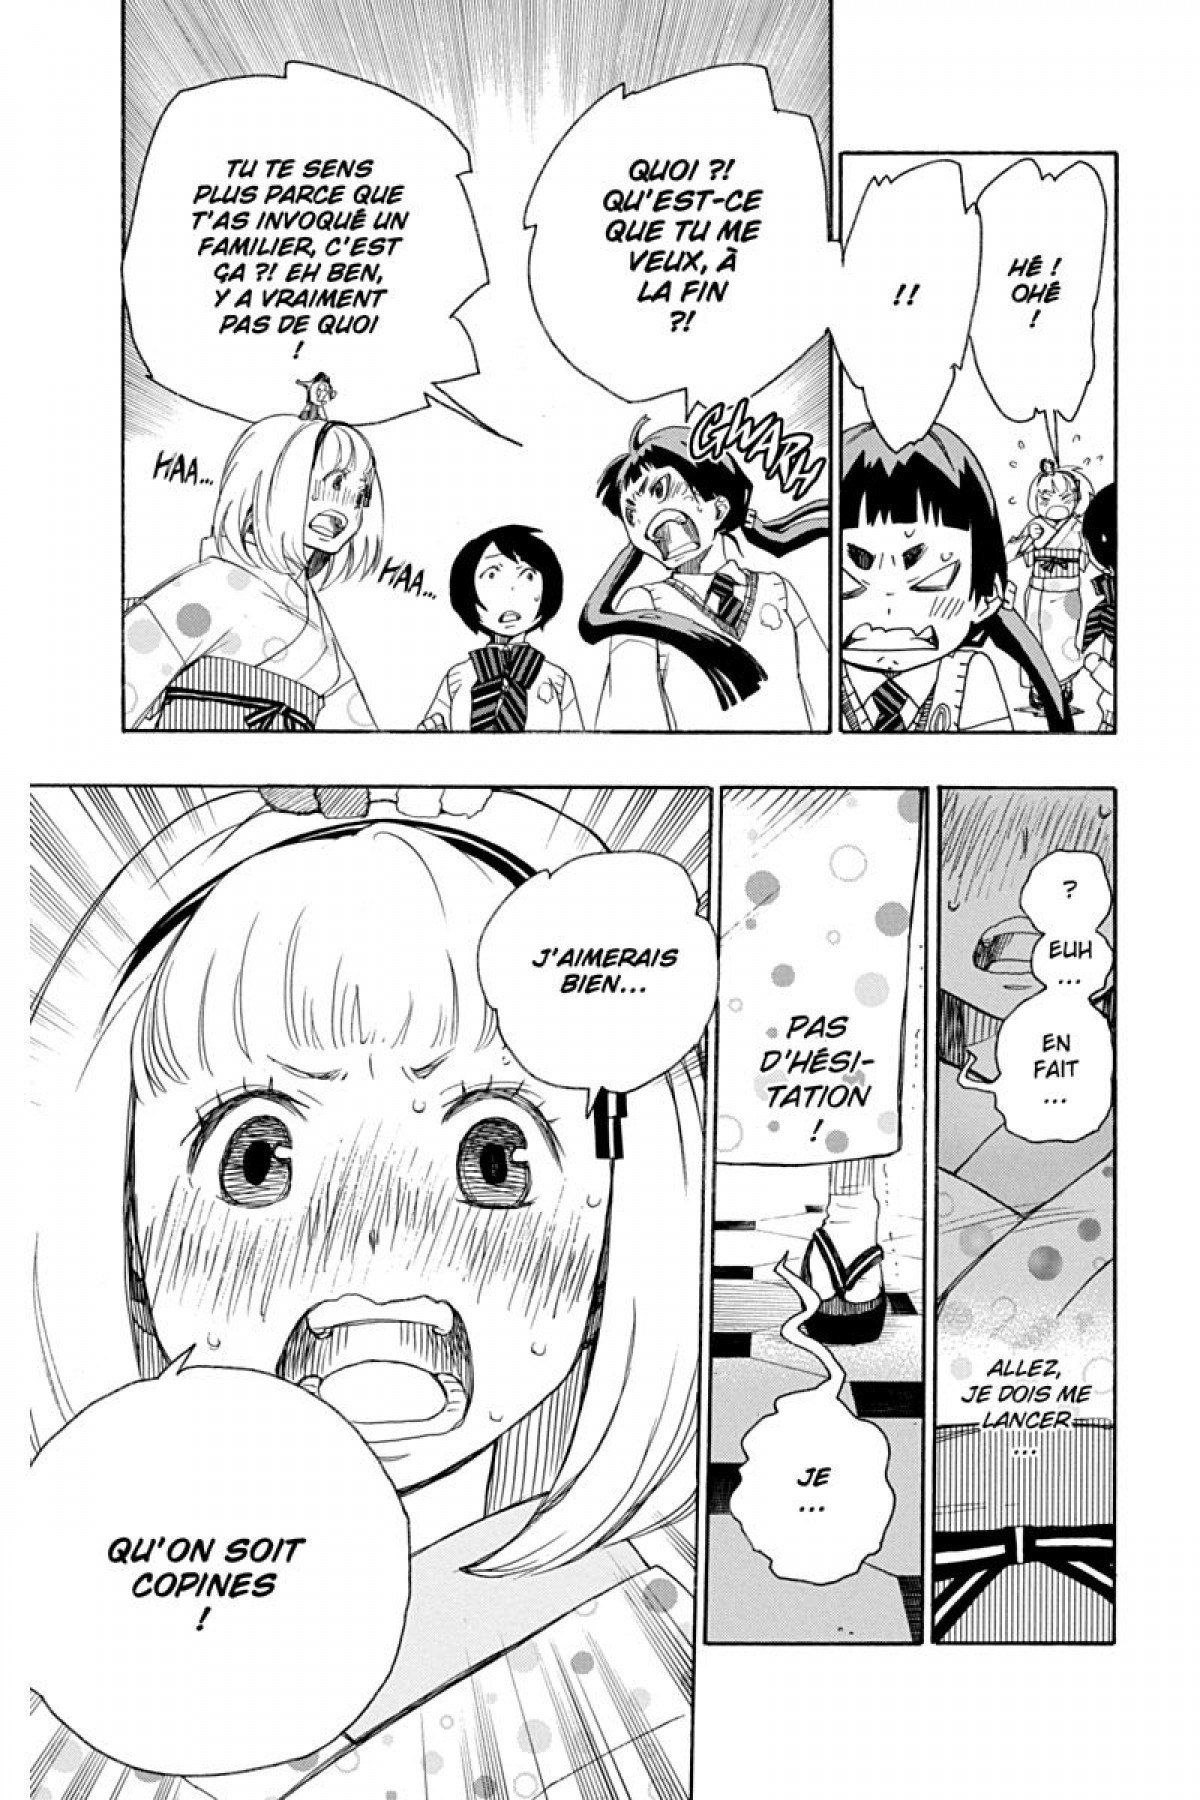 HÉ !
OHÉ
!
!!
QUOI ?!
QU'EST-CE
QUE TU ME
VEUX, À
LA FIN
?!
GWARH
TU TE SENS
PLUS PARCE QUE
T'AS INVOQUÉ UN
FAMILIER, C'EST
ÇA ?! EH BEN,
Y A VRAIMENT
PAS DE QUOI
!
HAA...
HAA...
?
EUH
...
EN
FAIT
...
ALLEZ,
JE DOIS ME
LANCER
...
PAS
D'HÉSI-
TATION
!
JE
...
J'AIMERAIS
BIEN...
QU'ON SOIT
COPINES
!